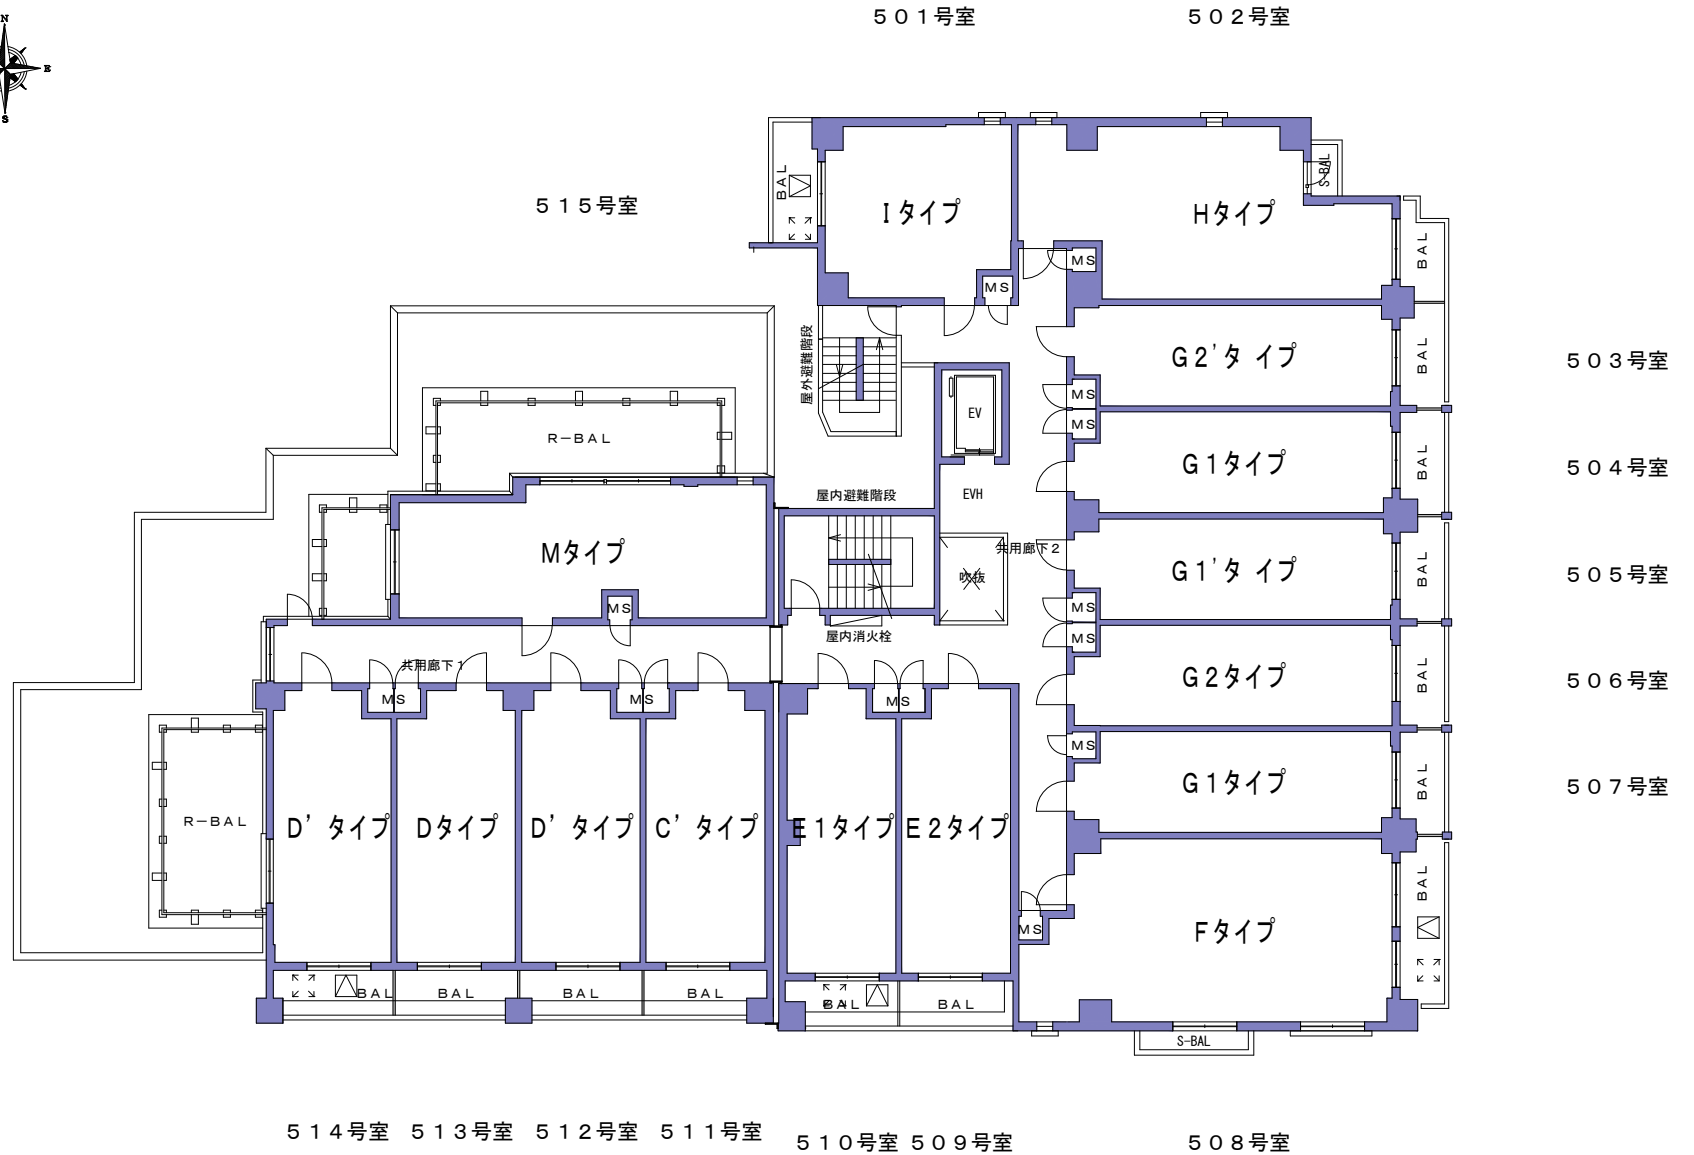 N
E
S
５０１号室
５０２号室
５１５号室
BAL
Iタイプ
MS
Hタイプ
S-BAL
BAL
MS
屋外避難階段
G2'タ イプ
BAL
５０３号室
MS
EV
R－BAL
MS
G1タイプ
BAL
５０４号室
屋内避難階段
EVH
Mタイプ
共用廊下２
吹抜
G1'タ イプ
BAL
５０５号室
MS
MS
屋内消火栓
MS
共用廊下１
G2タイプ
BAL
５０６号室
MS
MS
MS
MS
G1タイプ
BAL
５０７号室
R－BAL
D’タイプ
Dタイプ
D’タイプ
C’タイプ
E1タイプ
E2タイプ
BAL
MS
Fタイプ
BAL
BAL
BAL
BAL
BAL
BAL
S-BAL
５１４号室
５１３号室
５１２号室
５１１号室
５１０号室
５０９号室
５０８号室